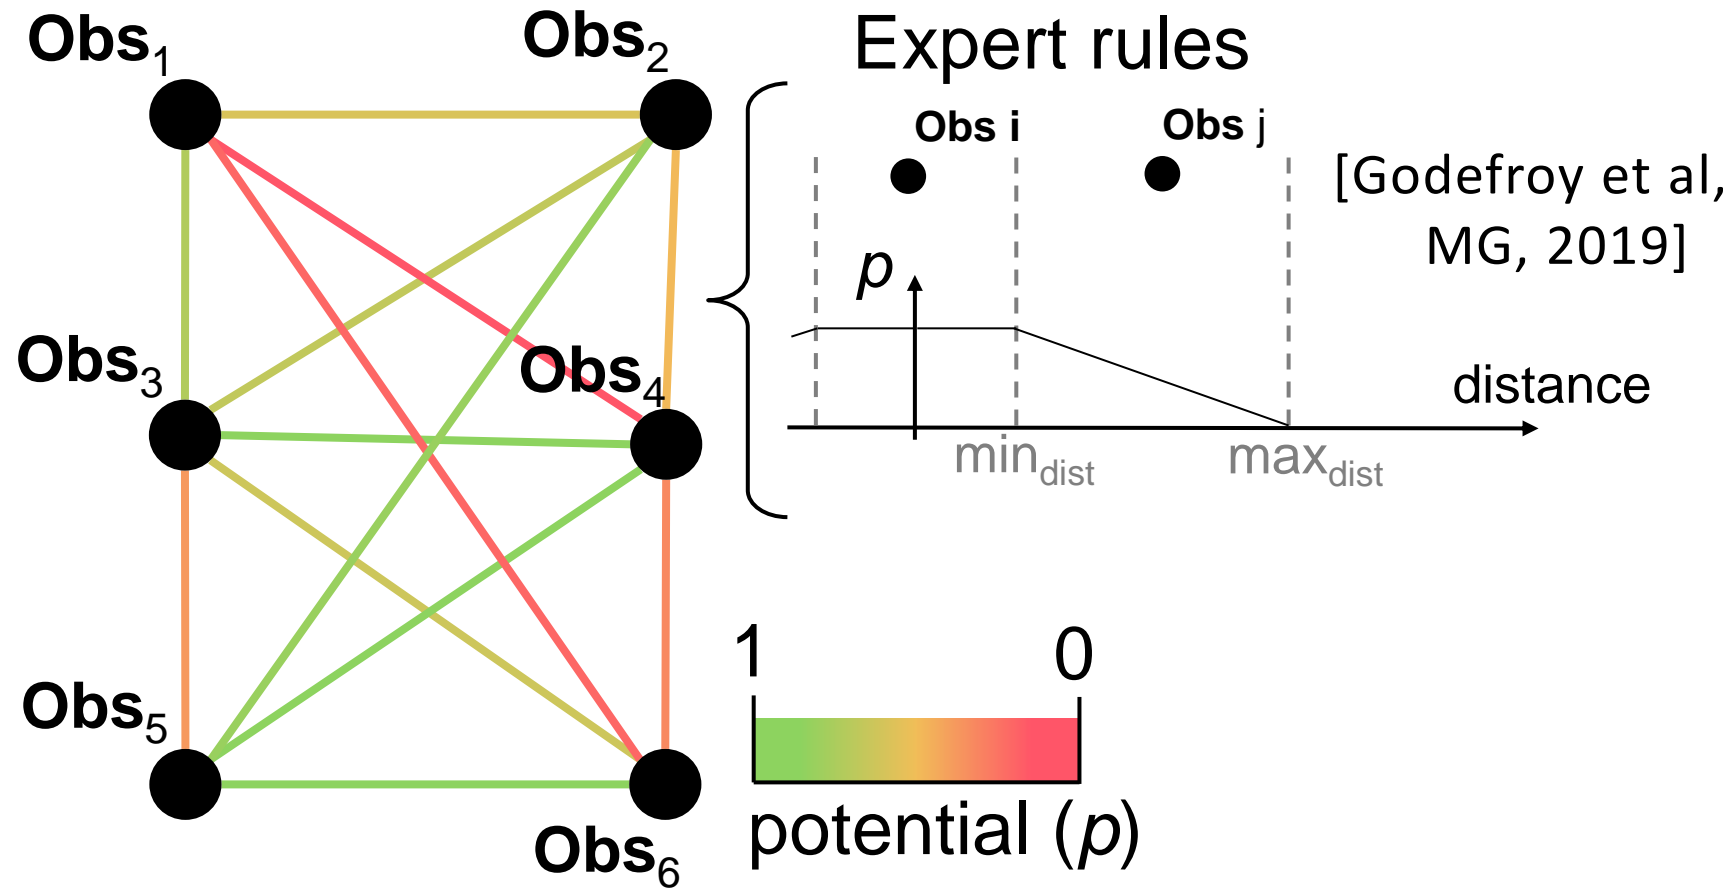 Obs1
Obs2
Expert rules
Obs i
Obs j
[Godefroy et al,
MG, 2019]
p
Obs3
Obs4
distance
mindist
maxdist
1
0
Obs5
potential (p)
Obs6